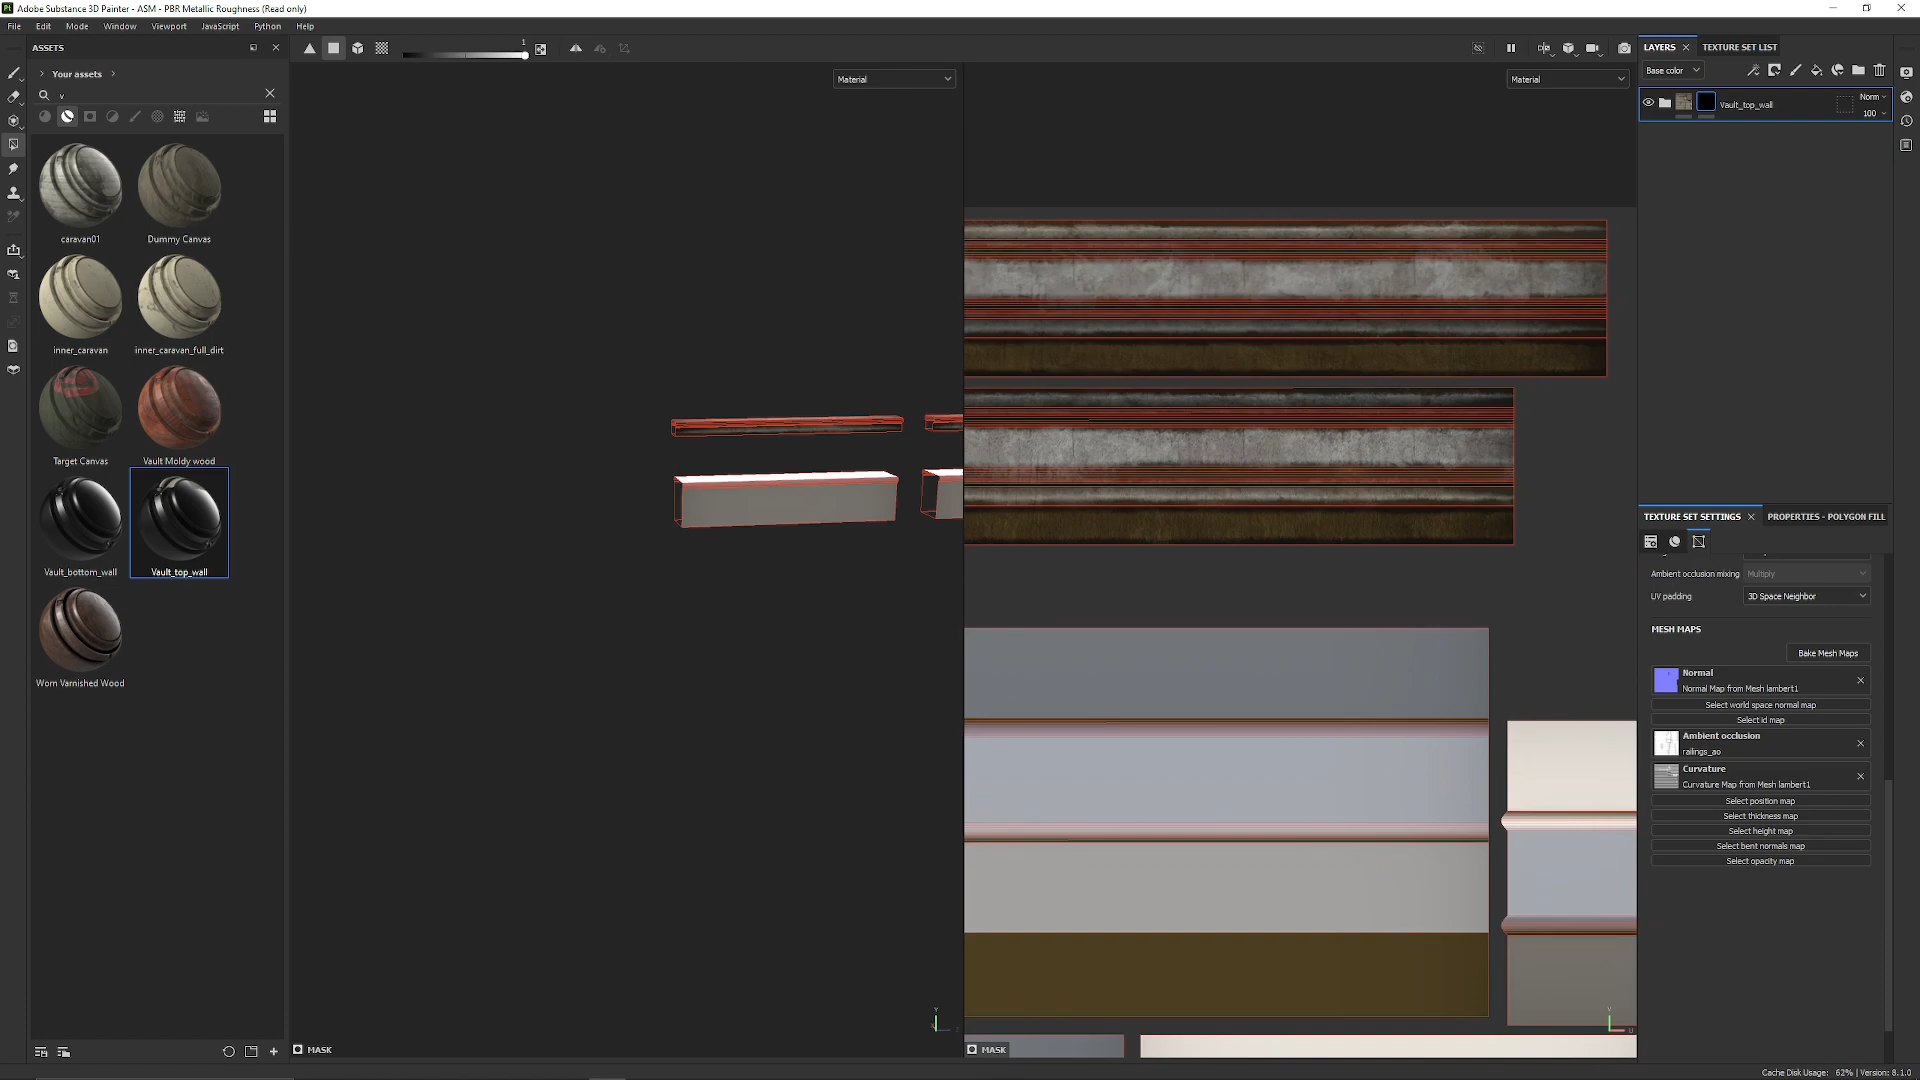 Adobe Substance 3D Painter - ASM - PBR Metallic Roughness (Read only)
File Edit Mode Window Viewport JavaScript Python Help
ASSETS
Your assets
v
caravan01
Dummy Canvas
inner_caravan
inner_caravan_full_dirt
Target Canvas
Vault Moldy wood
Vault_bottom_wall
Vault_top_wall
Worn Varnished Wood
1
Material
Y
MASK
Material
V
U
MASK
LAYERS
TEXTURE SET LIST
Base color
Vault_top_wall
Norm
100
TEXTURE SET SETTINGS
PROPERTIES - POLYGON FILL
Ambient occlusion mixing
Multiply
UV padding
3D Space Neighbor
MESH MAPS
Bake Mesh Maps
Normal
Normal Map from Mesh lambert1
Select world space normal map
Select id map
Ambient occlusion
railings_ao
Curvature
Curvature Map from Mesh lambert1
Select position map
Select thickness map
Select height map
Select bent normals map
Select opacity map
Cache Disk Usage: 62% | Version: 8.1.0